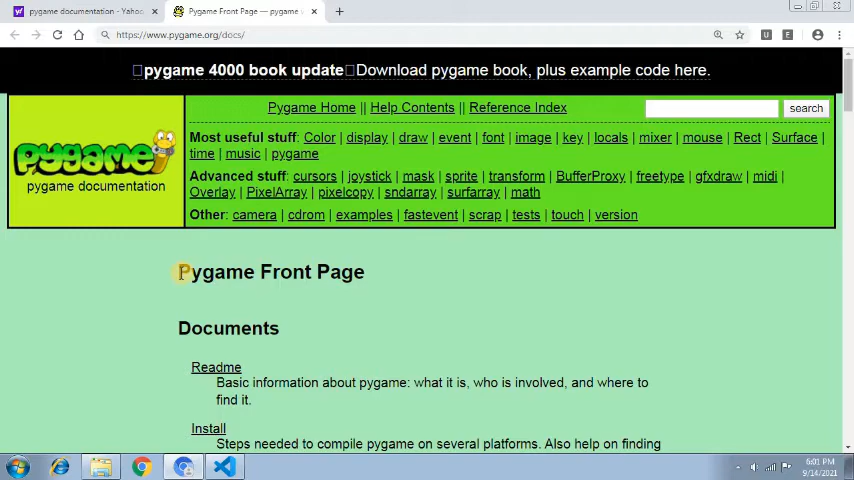 pygame documentation - Yahoo
Pygame Front Page — pygame
https://www.pygame.org/docs/
pygame 4000 book update Download pygame book, plus example code here.
Pygame Home || Help Contents || Reference Index
search
Most useful stuff: Color | display | draw | event | font | image | key | locals | mixer | mouse | Rect | Surface |
time | music | pygame
pygame
pygame documentation
Advanced stuff: cursors | joystick | mask | sprite | transform | BufferProxy | freetype | gfxdraw | midi |
Overlay | PixelArray | pixelcopy | sndarray | surfarray | math
Other: camera | cdrom | examples | fastevent | scrap | tests | touch | version
Pygame Front Page
Documents
Readme
Basic information about pygame: what it is, who is involved, and where to
find it.
Install
Steps needed to compile pygame on several platforms. Also help on finding
6:01 PM
9/14/2021